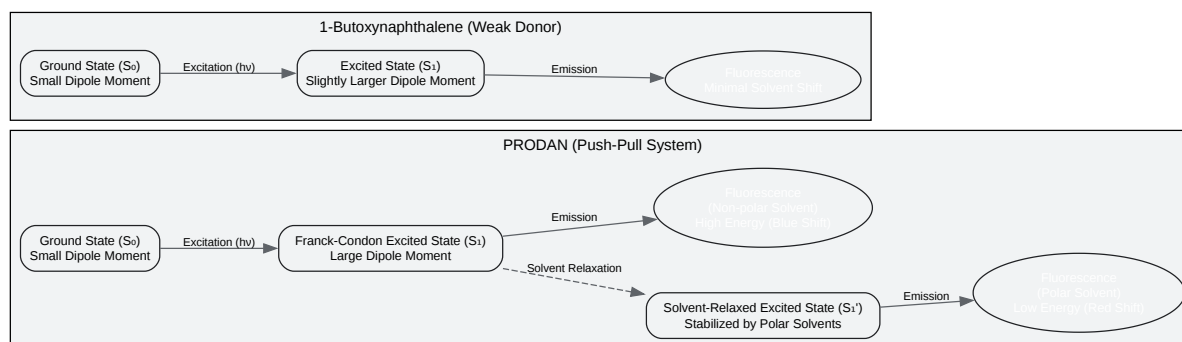 1-Butoxynaphthalene (Weak Donor)
Ground State (S₀)
Small Dipole Moment
Excitation (hν)
Excited State (S₁)
Slightly Larger Dipole Moment
Emission
Fluorescence
Minimal Solvent Shift
PRODAN (Push-Pull System)
Ground State (S₀)
Small Dipole Moment
Excitation (hν)
Franck-Condon Excited State (S₁)
Large Dipole Moment
Emission
Fluorescence
(Non-polar Solvent)
High Energy (Blue Shift)
Solvent Relaxation
Solvent-Relaxed Excited State (S₁')
Stabilized by Polar Solvents
Emission
Fluorescence
(Polar Solvent)
Low Energy (Red Shift)